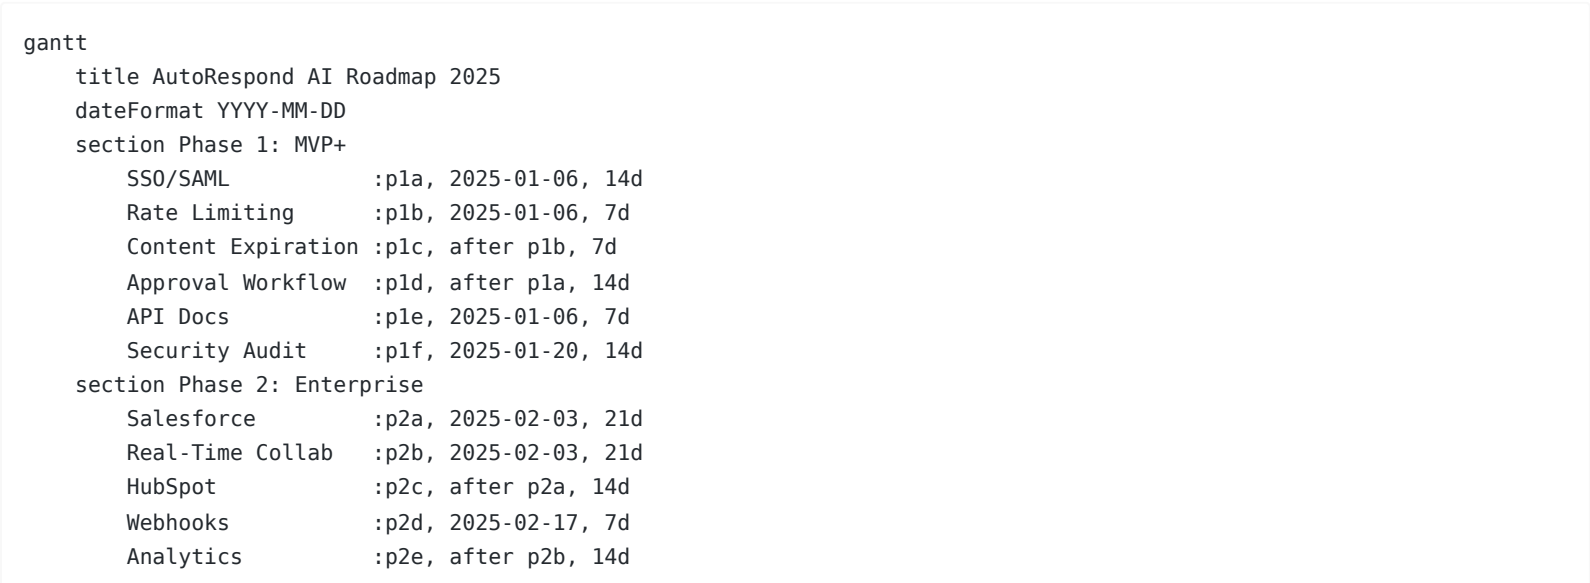 gantt
    title AutoRespond AI Roadmap 2025
    dateFormat YYYY-MM-DD
    section Phase 1: MVP+
        SSO/SAML           :p1a, 2025-01-06, 14d
        Rate Limiting      :p1b, 2025-01-06, 7d
        Content Expiration :p1c, after p1b, 7d
        Approval Workflow  :p1d, after p1a, 14d
        API Docs           :p1e, 2025-01-06, 7d
        Security Audit     :p1f, 2025-01-20, 14d
    section Phase 2: Enterprise
        Salesforce         :p2a, 2025-02-03, 21d
        Real-Time Collab   :p2b, 2025-02-03, 21d
        HubSpot            :p2c, after p2a, 14d
        Webhooks           :p2d, 2025-02-17, 7d
        Analytics          :p2e, after p2b, 14d